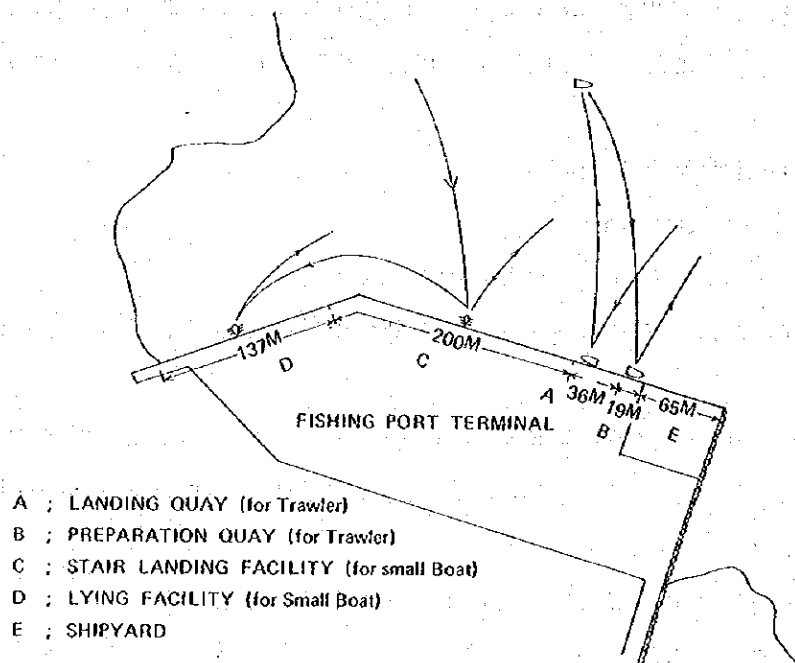 137M
D
200M
C
A
36M
19M
B
65M
E
FISHING PORT TERMINAL
A ; LANDING QUAY (for Trawler)
B ; PREPARATION QUAY (for Trawler)
C ; STAIR LANDING FACILITY (for small Boat)
D ; LYING FACILITY (for Small Boat)
E ; SHIPYARD